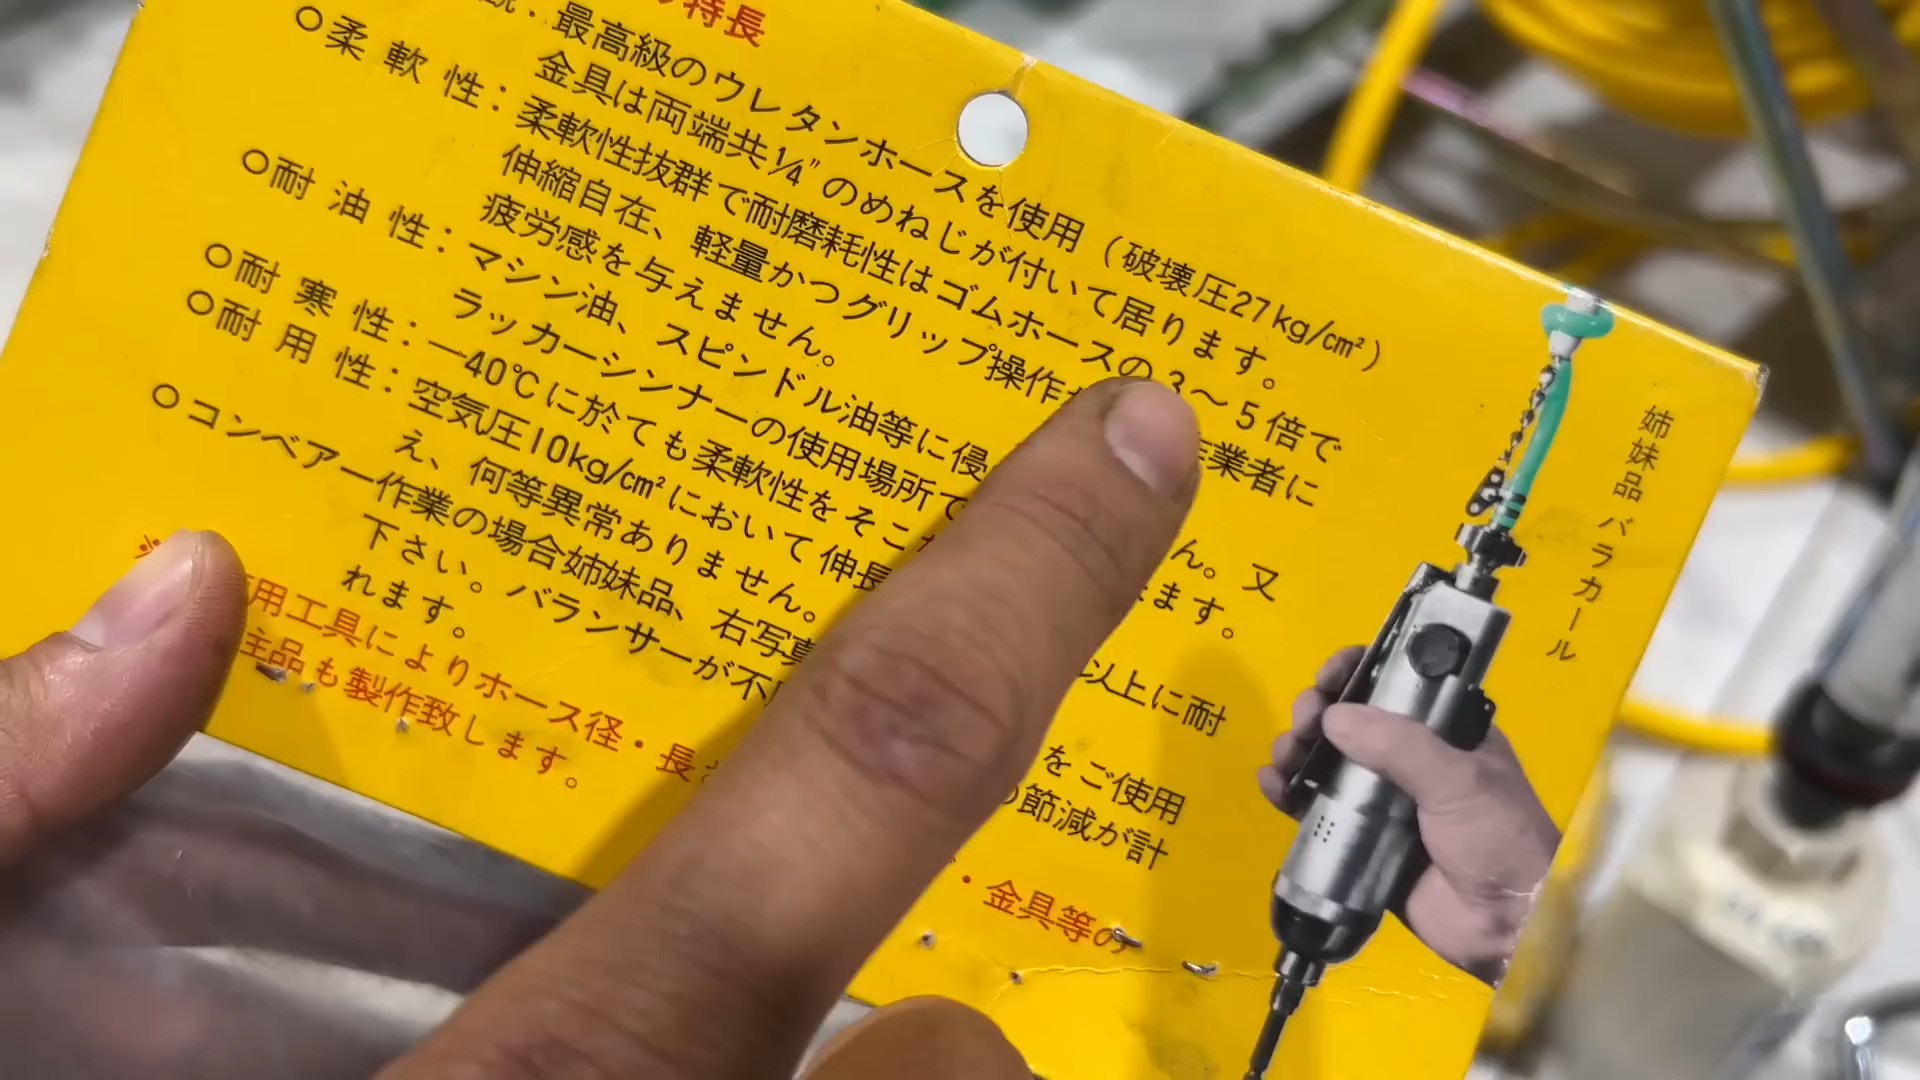 特長
・最高級のウレタンホースを使用（破壊圧27kg/cm²）
金具は両端共1/4″のめねじが付いて居ります。
○柔軟性：柔軟性抜群で耐磨耗性はゴムホースの3〜5倍で
伸縮自在、軽量かつグリップ操作 作業者に
疲労感を与えません。
○耐油性：マシン油、スピンドル油等に侵 ん。又
ラッカーシンナーの使用場所で ます。
○耐寒性：−40℃に於ても柔軟性をそこ
○耐用性：空気圧10kg/cm²において伸長 以上に耐
え、何等異常ありません。
○コンベアー作業の場合姉妹品、右写真 をご使用
下さい。バランサーが不 の節減が計
れます。
※ 用工具によりホース径・長さ ・金具等の
品も製作致します。
姉妹品 バラカール